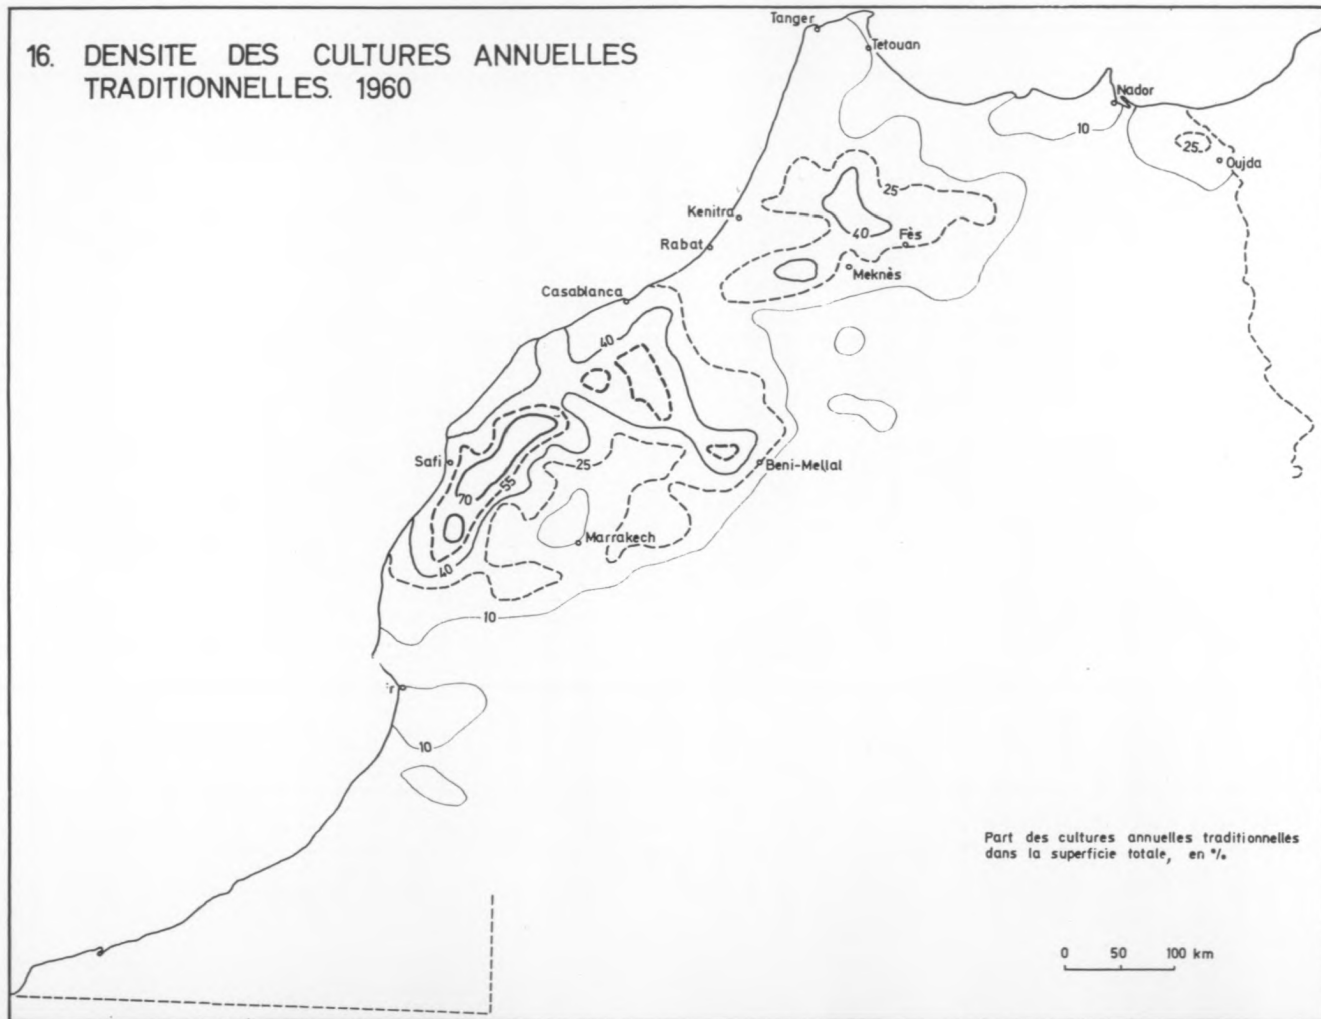 16. DENSITE DES CULTURES ANNUELLES
TRADITIONNELLES. 1960
Tanger
Tetouan
Nador
10
25
Oujda
25
Kenitra
40
Fès
Rabat
Meknès
Casablanca
40
Safi
25
Beni-Mellal
55
70
Marrakech
40
10
r
10
Part des cultures annuelles traditionnelles
dans la superficie totale, en %
0 50 100 km